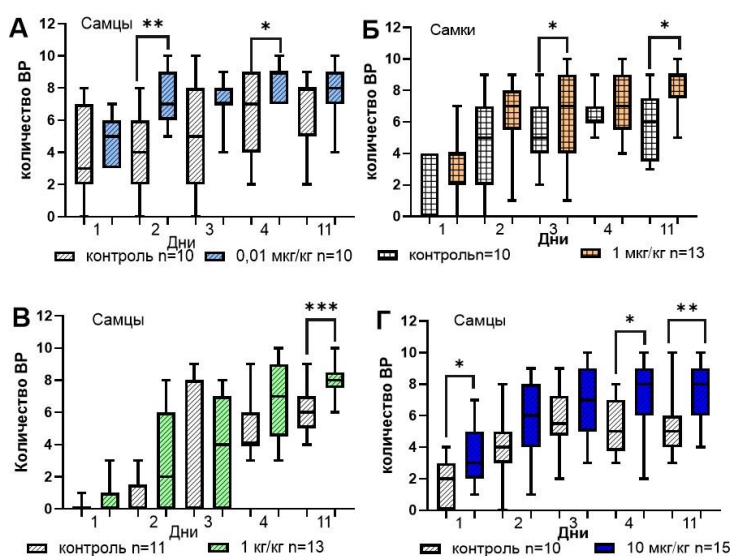 А
Самцы
**
*
количество ВР
12
10
8
6
4
2
0
1
2
3
4
11
Дни
контроль n=10
0,01 мкг/кг n=10
Б
Самки
*
*
количество ВР
12
10
8
6
4
2
0
1
2
3
4
11
Дни
контрольn=10
1 мкг/кг n=13
В
Самцы
***
Количество ВР
12
10
8
6
4
2
0
1
2
3
4
11
Дни
контроль n=11
1 кг/кг n=13
Г
Самцы
*
*
**
количество ВР
12
10
8
6
4
2
0
1
2
3
4
11
Дни
контроль n=10
10 мкг/кг n=15